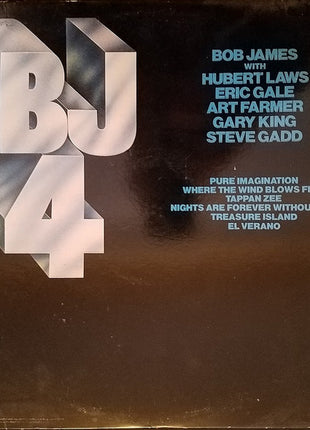 BJ
4
BOB JAMES
WITH
HUBERT LAWS
ERIC GALE
ART FARMER
GARY KING
STEVE GADD
PURE IMAGINATION
WHERE THE WIND BLOWS
TAPPAN ZEE
NIGHTS ARE FOREVER
TREASURE ISLAND
EL VERANO